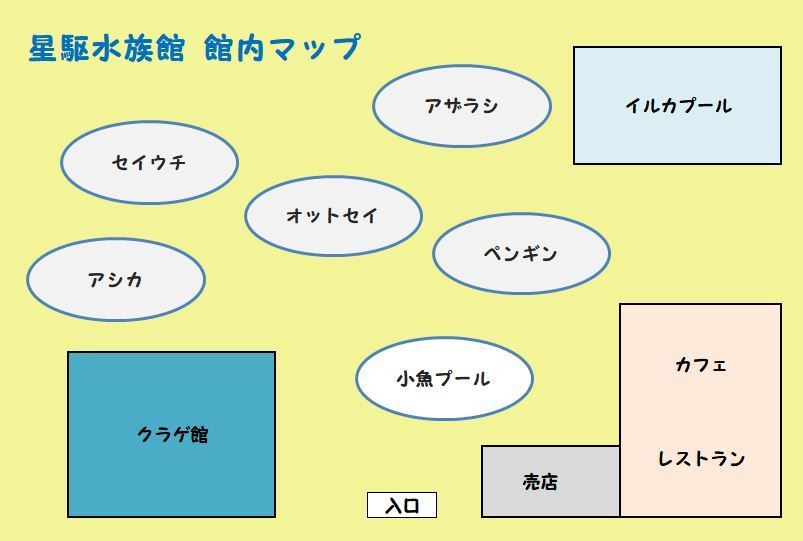 星駆水族館 館内マップ
アザラシ
イルカプール
セイウチ
オットセイ
ペンギン
アシカ
カフェ
小魚プール
クラゲ館
レストラン
売店
入口